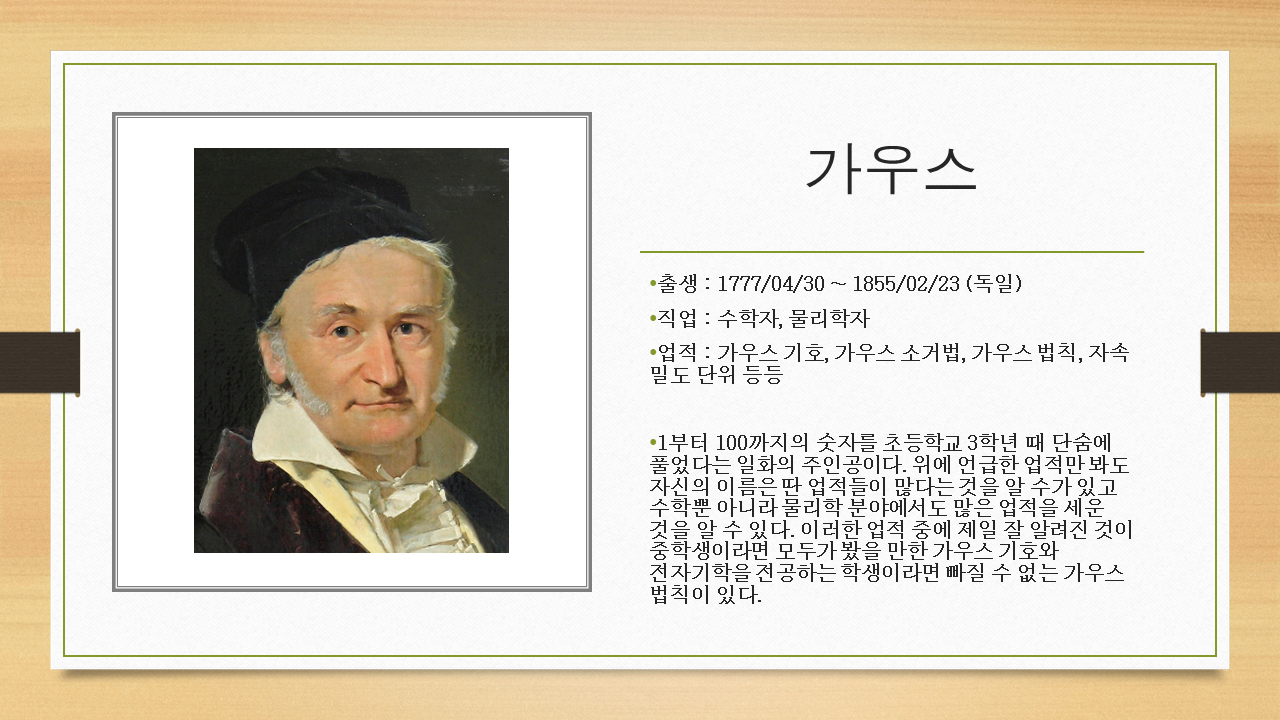 가우스
•출생 : 1777/04/30 ~ 1855/02/23 (독일)
•직업 : 수학자, 물리학자
•업적 : 가우스 기호, 가우스 소거법, 가우스 법칙, 자속
밀도 단위 등등
•1부터 100까지의 숫자를 초등학교 3학년 때 단숨에
풀었다는 일화의 주인공이다. 위에 언급한 업적만 봐도
자신의 이름은 딴 업적들이 많다는 것을 알 수가 있고
수학뿐 아니라 물리학 분야에서도 많은 업적을 세운
것을 알 수 있다. 이러한 업적 중에 제일 잘 알려진 것이
중학생이라면 모두가 봤을 만한 가우스 기호와
전자기학을 전공하는 학생이라면 빠질 수 없는 가우스
법칙이 있다.